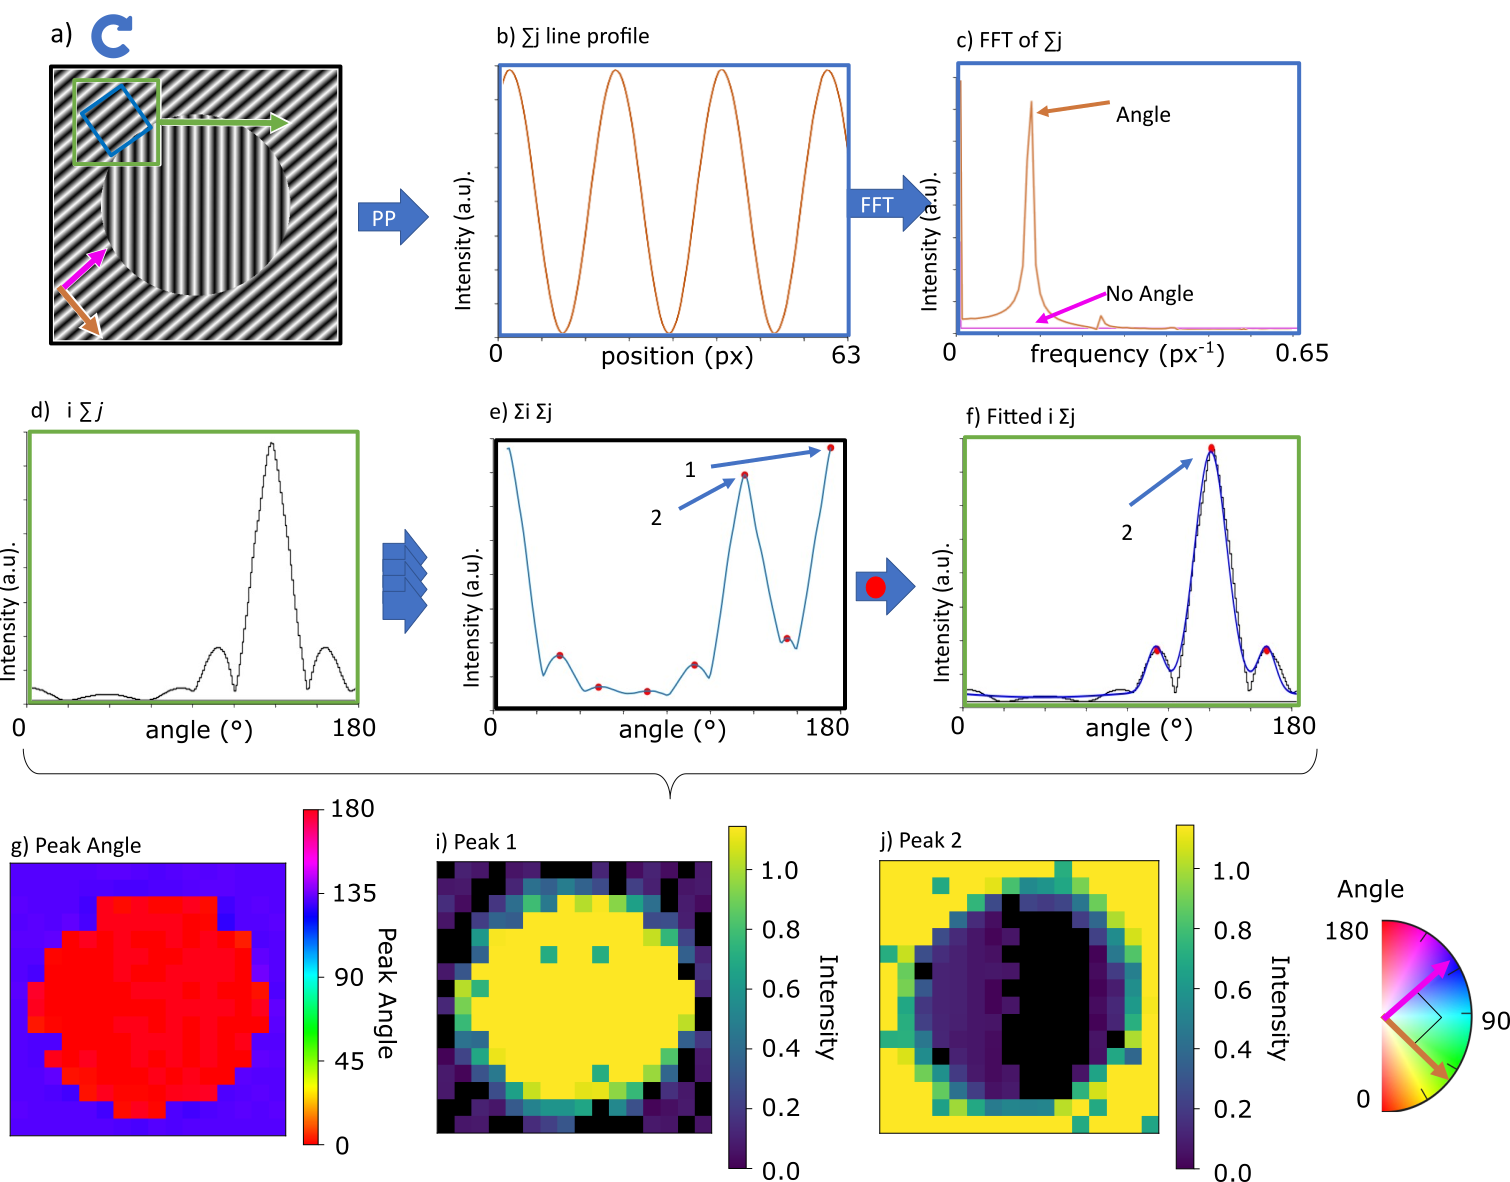 a)
b) ∑j line profile
c) FFT of ∑j
PP
Intensity (a.u).
0
position (px)
63
FFT
Intensity (a.u).
Angle
No Angle
0
frequency (px-1)
0.65
d) i ∑ j
e) Σi Σj
f) Fitted i Σj
Intensity (a.u).
0
angle (°)
180
Intensity (a.u).
1
2
0
angle (°)
180
Intensity (a.u).
2
0
angle (°)
180
g) Peak Angle
180
135
90
45
0
Peak Angle
i) Peak 1
1.0
0.8
0.6
0.4
0.2
0.0
Intensity
j) Peak 2
1.0
0.8
0.6
0.4
0.2
0.0
Intensity
Angle
180
90
0